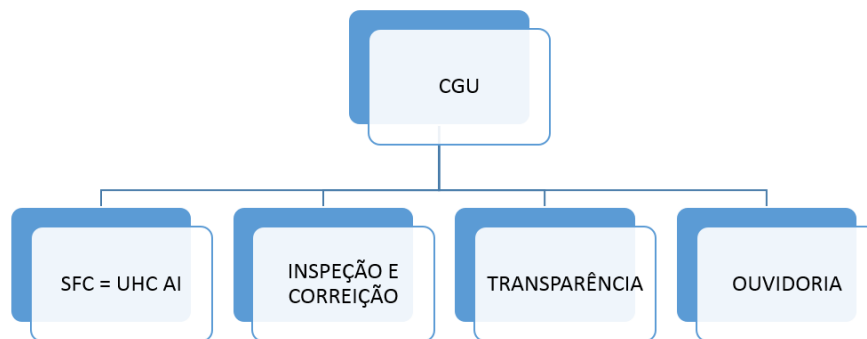 CGU
SFC = UHC AI
INSPEÇÃO E
CORREIÇÃO
TRANSPARÊNCIA
OUVIDORIA